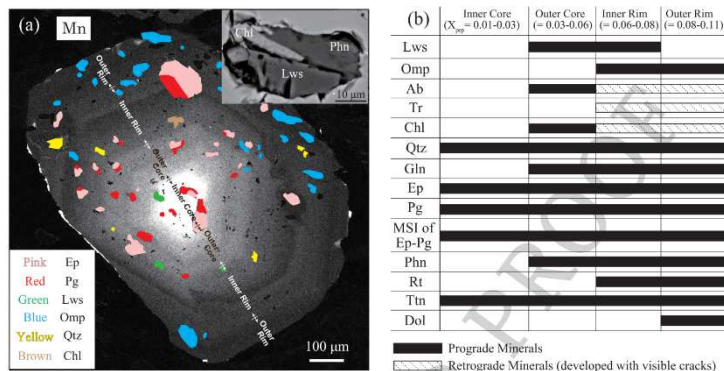 (a)
Mn
Chl
Phn
Lws
10 μm
Outer Rim
Inner Rim
Outer Core
Inner Core
Outer Core
Inner Rim
Outer Rim
Pink Ep
Red Pg
Green Lws
Blue Omp
Yellow Qtz
Brown Chl
100 μm
(b)
Inner Core Outer Core Inner Rim Outer Rim
(Xpep= 0.01-0.03) (= 0.03-0.06) (= 0.06-0.08) (= 0.08-0.11)
Lws
Omp
Ab
Tr
Chl
Qtz
Gln
Ep
Pg
MSI of
Ep-Pg
Phn
Rt
Ttn
Dol
PROOF
Prograde Minerals
Retrograde Minerals (developed with visible cracks)